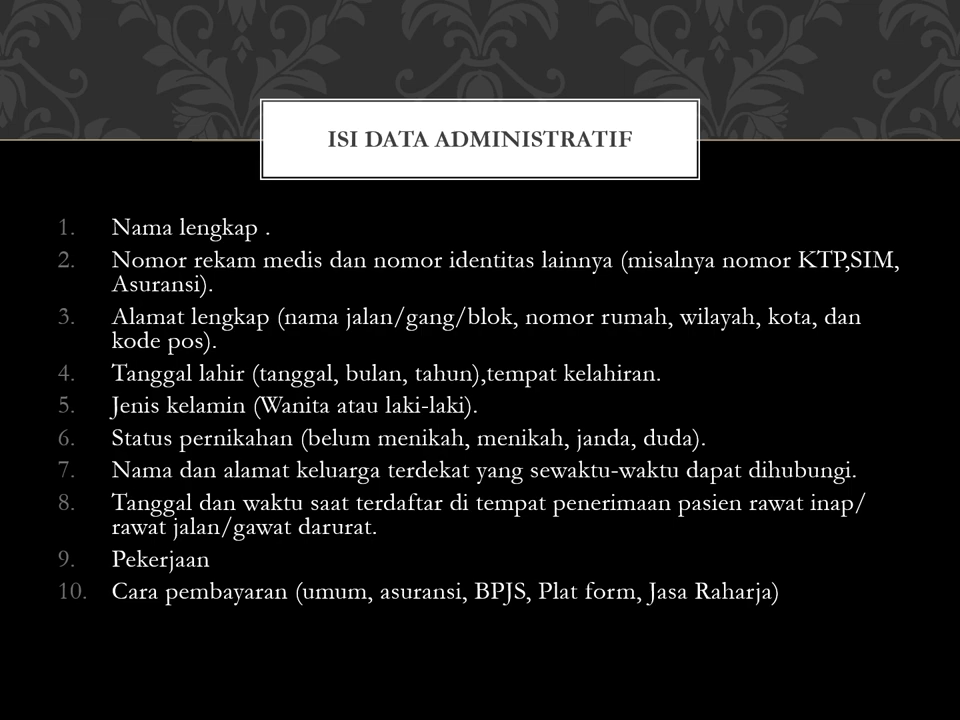 ISI DATA ADMINISTRATIF
1. Nama lengkap .
2. Nomor rekam medis dan nomor identitas lainnya (misalnya nomor KTP,SIM,
Asuransi).
3. Alamat lengkap (nama jalan/gang/blok, nomor rumah, wilayah, kota, dan
kode pos).
4. Tanggal lahir (tanggal, bulan, tahun),tempat kelahiran.
5. Jenis kelamin (Wanita atau laki-laki).
6. Status pernikahan (belum menikah, menikah, janda, duda).
7. Nama dan alamat keluarga terdekat yang sewaktu-waktu dapat dihubungi.
8. Tanggal dan waktu saat terdaftar di tempat penerimaan pasien rawat inap/
rawat jalan/gawat darurat.
9. Pekerjaan
10. Cara pembayaran (umum, asuransi, BPJS, Plat form, Jasa Raharja)